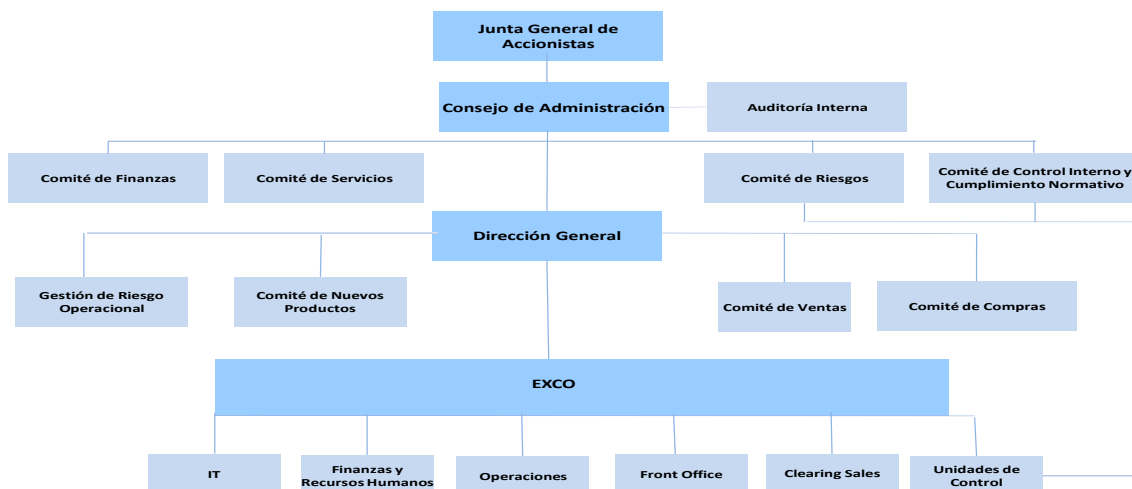 Junta General de
Accionistas
Consejo de Administración
Auditoría Interna
Comité de Finanzas
Comité de Servicios
Comité de Riesgos
Comité de Control Interno y
Cumplimiento Normativo
Dirección General
Gestión de Riesgo
Operacional
Comité de Nuevos
Productos
Comité de Ventas
Comité de Compras
EXCO
IT
Finanzas y
Recursos Humanos
Operaciones
Front Office
Clearing Sales
Unidades de
Control